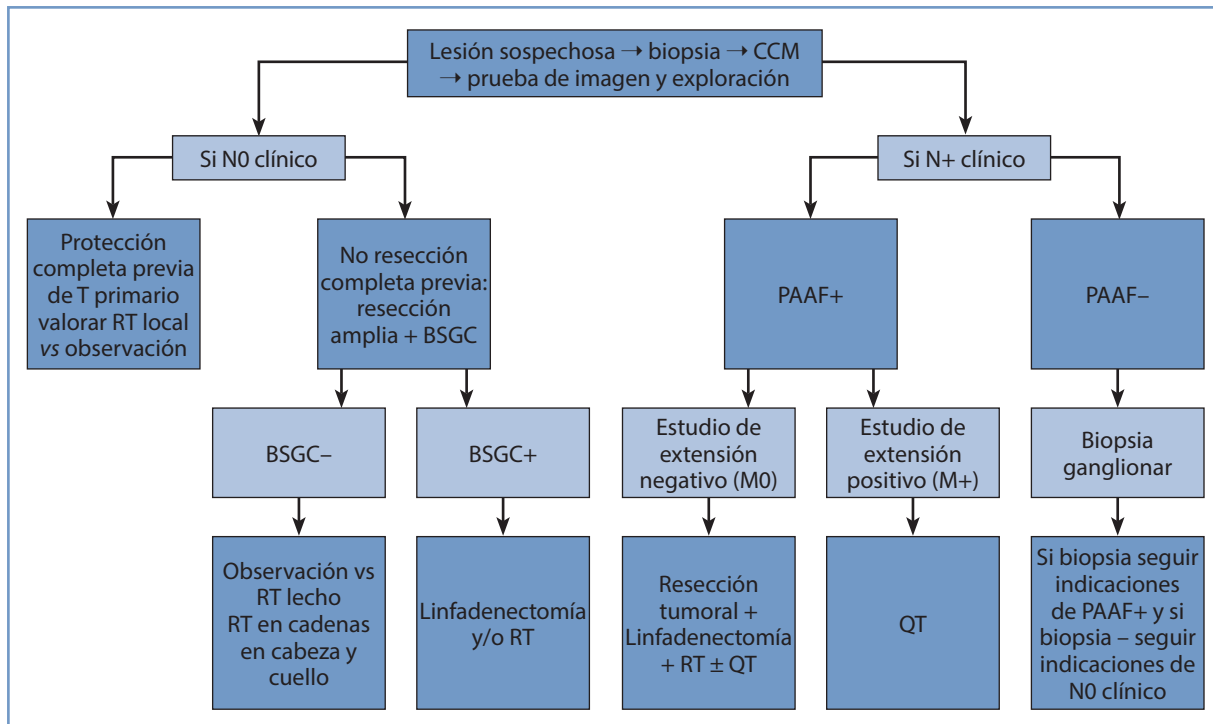 Lesión sospechosa → biopsia → CCM
→ prueba de imagen y exploración
Si N0 clínico
Si N+ clínico
Protección
completa previa
de T primario
valorar RT local
vs observación
No resección
completa previa:
resección
amplia + BSGC
PAAF+
PAAF–
BSGC–
BSGC+
Estudio de
extensión
negativo (M0)
Estudio de
extensión
positivo (M+)
Biopsia
ganglionar
Observación vs
RT lecho
RT en cadenas
en cabeza y
cuello
Linfadenectomía
y/o RT
Resección
tumoral +
Linfadenectomía
+ RT ± QT
QT
Si biopsia seguir
indicaciones
de PAAF+ y si
biopsia – seguir
indicaciones de
N0 clínico